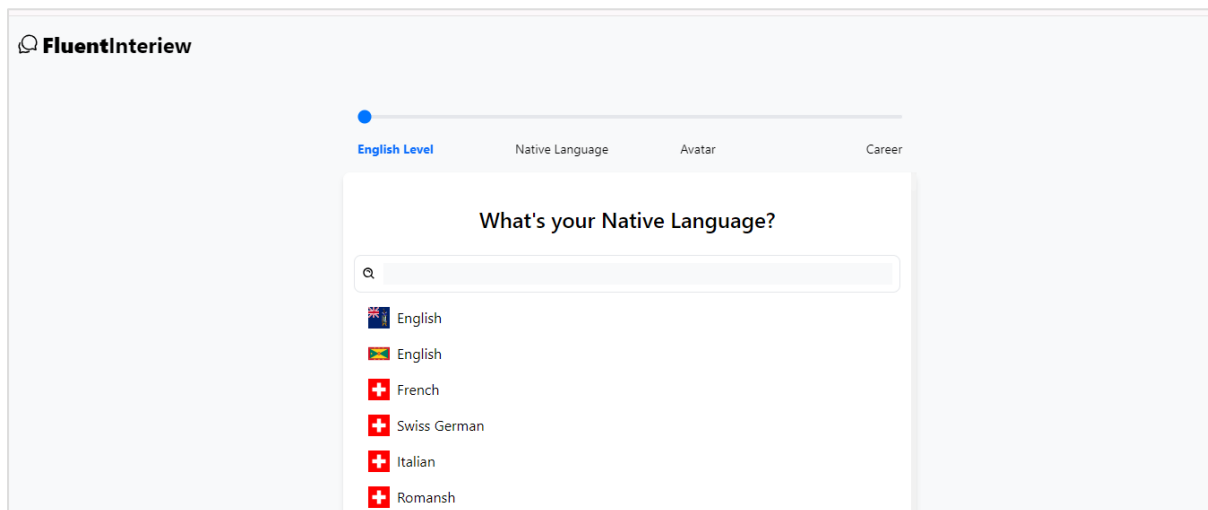 FluentInteriew
English Level Native Language Avatar Career
What's your Native Language?
English
English
French
Swiss German
Italian
Romansh